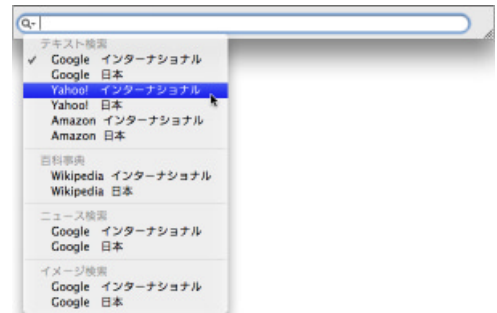 テキスト検索
✓ Google インターナショナル
Google 日本
Yahoo! インターナショナル
Yahoo! 日本
Amazon インターナショナル
Amazon 日本
百科事典
Wikipedia インターナショナル
Wikipedia 日本
ニュース検索
Google インターナショナル
Google 日本
イメージ検索
Google インターナショナル
Google 日本